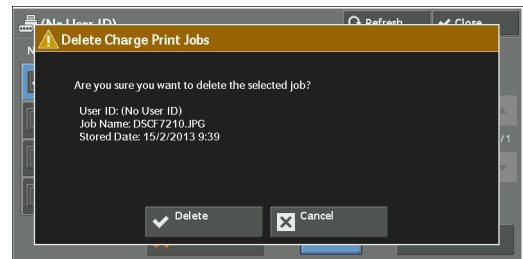 (No User ID)
Refresh
Close
Delete Charge Print Jobs
N
Are you sure you want to delete the selected job?
User ID: (No User ID)
Job Name: DSCF7210.JPG
Stored Date: 15/2/2013 9:39
/1
Delete
Cancel